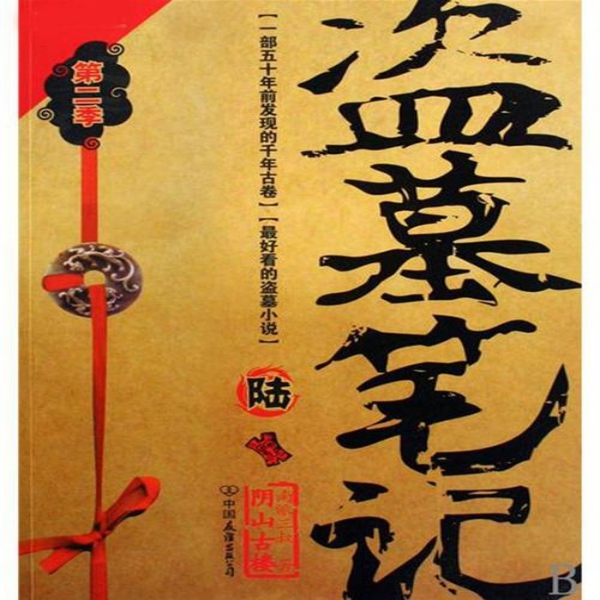 盗墓笔记
【一部五十年前发现的千年古卷】【最好看的盗墓小说】
第二季
陆
南派三叔 著
阴山古楼
中国友谊出版公司
B